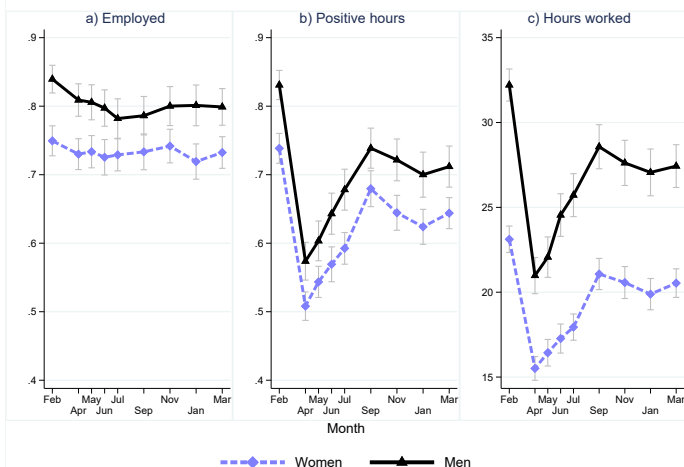 a) Employed
b) Positive hours
c) Hours worked
.9
.8
.7
.6
.5
.4
Feb
Apr
May
Jun
Jul
Sep
Nov
Jan
Mar
.9
.8
.7
.6
.5
.4
Feb
Apr
May
Jun
Jul
Sep
Nov
Jan
Mar
35
30
25
20
15
Feb
Apr
May
Jun
Jul
Sep
Nov
Jan
Mar
Month
Women
Men